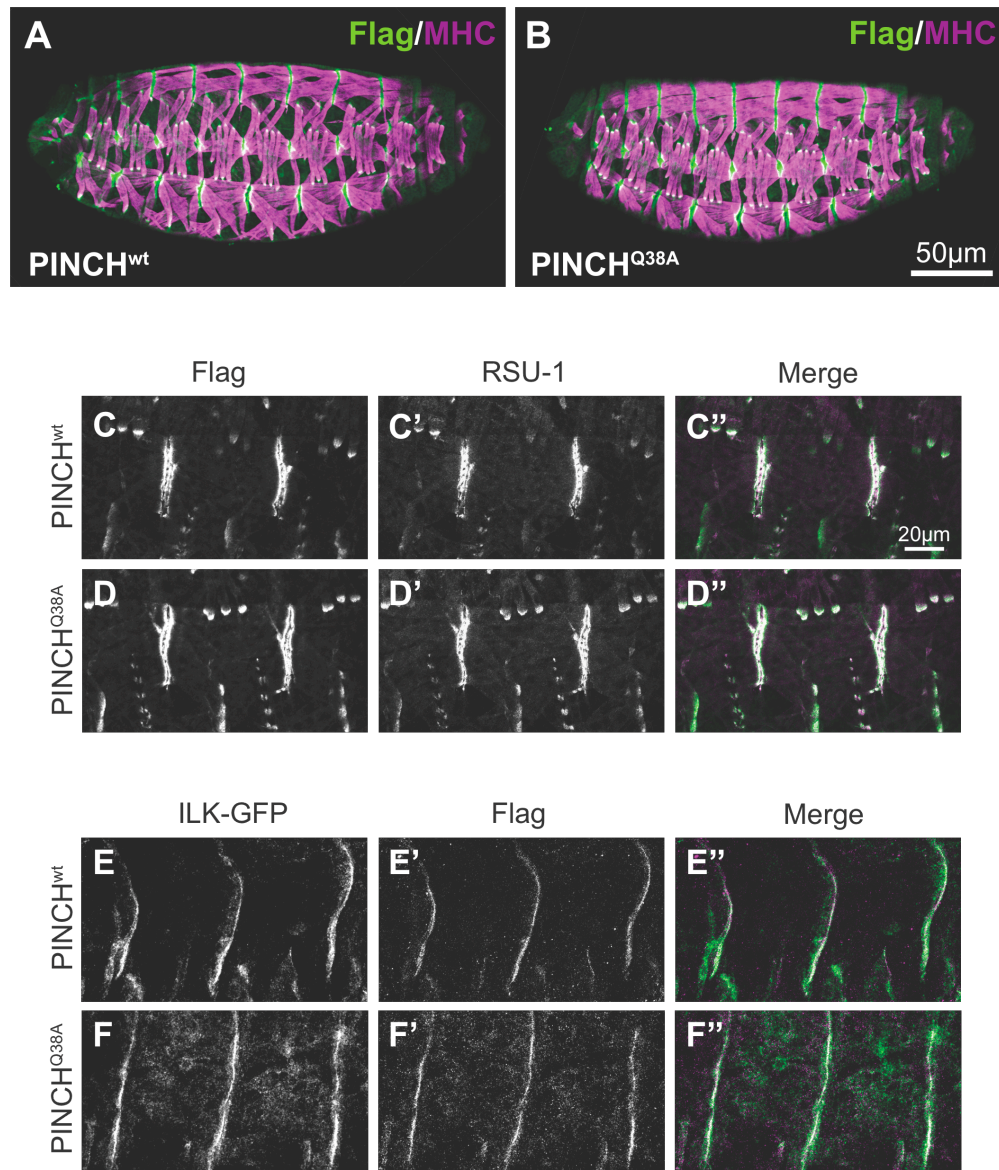 A Flag/MHC
PINCHwt
B Flag/MHC
PINCHQ38A
50µm
Flag RSU-1 Merge
PINCHwt
C C’ C”
20µm
PINCHQ38A
D D’ D”
ILK-GFP Flag Merge
PINCHwt
E E’ E”
PINCHQ38A
F F’ F”